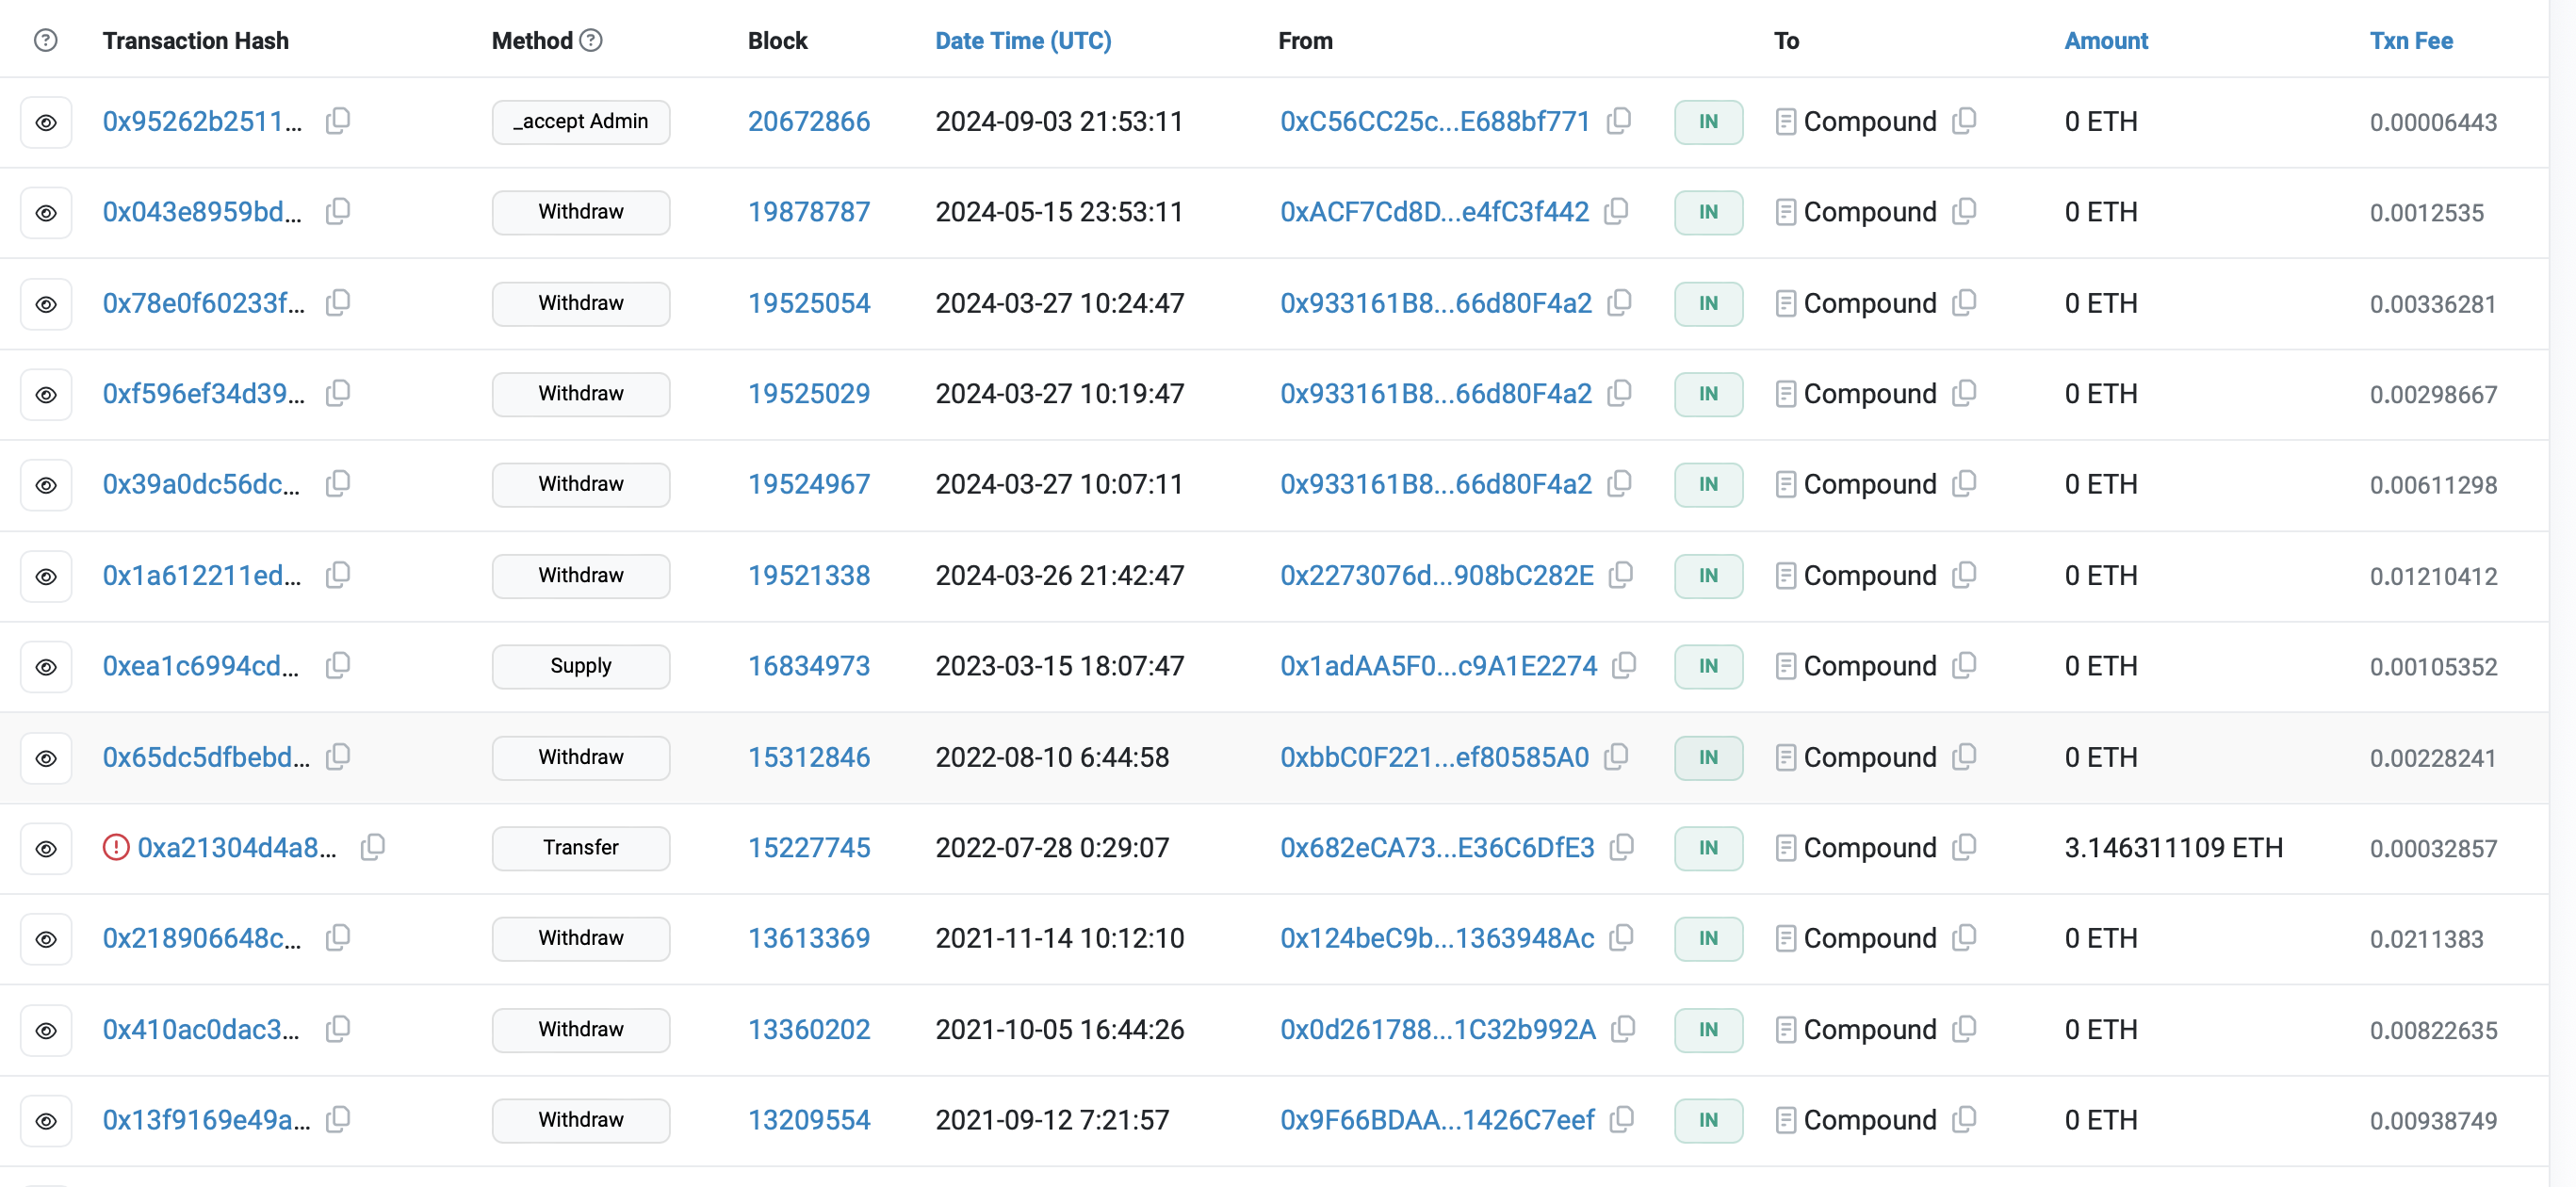 Transaction Hash Method Block Date Time (UTC) From To Amount Txn Fee
0x95262b2511... _accept Admin 20672866 2024-09-03 21:53:11 0xC56CC25c...E688bf771 IN Compound 0 ETH 0.00006443
0x043e8959bd... Withdraw 19878787 2024-05-15 23:53:11 0xACF7Cd8D...e4fC3f442 IN Compound 0 ETH 0.0012535
0x78e0f60233f... Withdraw 19525054 2024-03-27 10:24:47 0x933161B8...66d80F4a2 IN Compound 0 ETH 0.00336281
0xf596ef34d39... Withdraw 19525029 2024-03-27 10:19:47 0x933161B8...66d80F4a2 IN Compound 0 ETH 0.00298667
0x39a0dc56dc... Withdraw 19524967 2024-03-27 10:07:11 0x933161B8...66d80F4a2 IN Compound 0 ETH 0.00611298
0x1a612211ed... Withdraw 19521338 2024-03-26 21:42:47 0x2273076d...908bC282E IN Compound 0 ETH 0.01210412
0xea1c6994cd... Supply 16834973 2023-03-15 18:07:47 0x1adAA5F0...c9A1E2274 IN Compound 0 ETH 0.00105352
0x65dc5dfbebd... Withdraw 15312846 2022-08-10 6:44:58 0xbbC0F221...ef80585A0 IN Compound 0 ETH 0.00228241
0xa21304d4a8... Transfer 15227745 2022-07-28 0:29:07 0x682eCA73...E36C6DfE3 IN Compound 3.146311109 ETH 0.00032857
0x218906648c... Withdraw 13613369 2021-11-14 10:12:10 0x124beC9b...1363948Ac IN Compound 0 ETH 0.0211383
0x410ac0dac3... Withdraw 13360202 2021-10-05 16:44:26 0x0d261788...1C32b992A IN Compound 0 ETH 0.00822635
0x13f9169e49a... Withdraw 13209554 2021-09-12 7:21:57 0x9F66BDAA...1426C7eef IN Compound 0 ETH 0.00938749